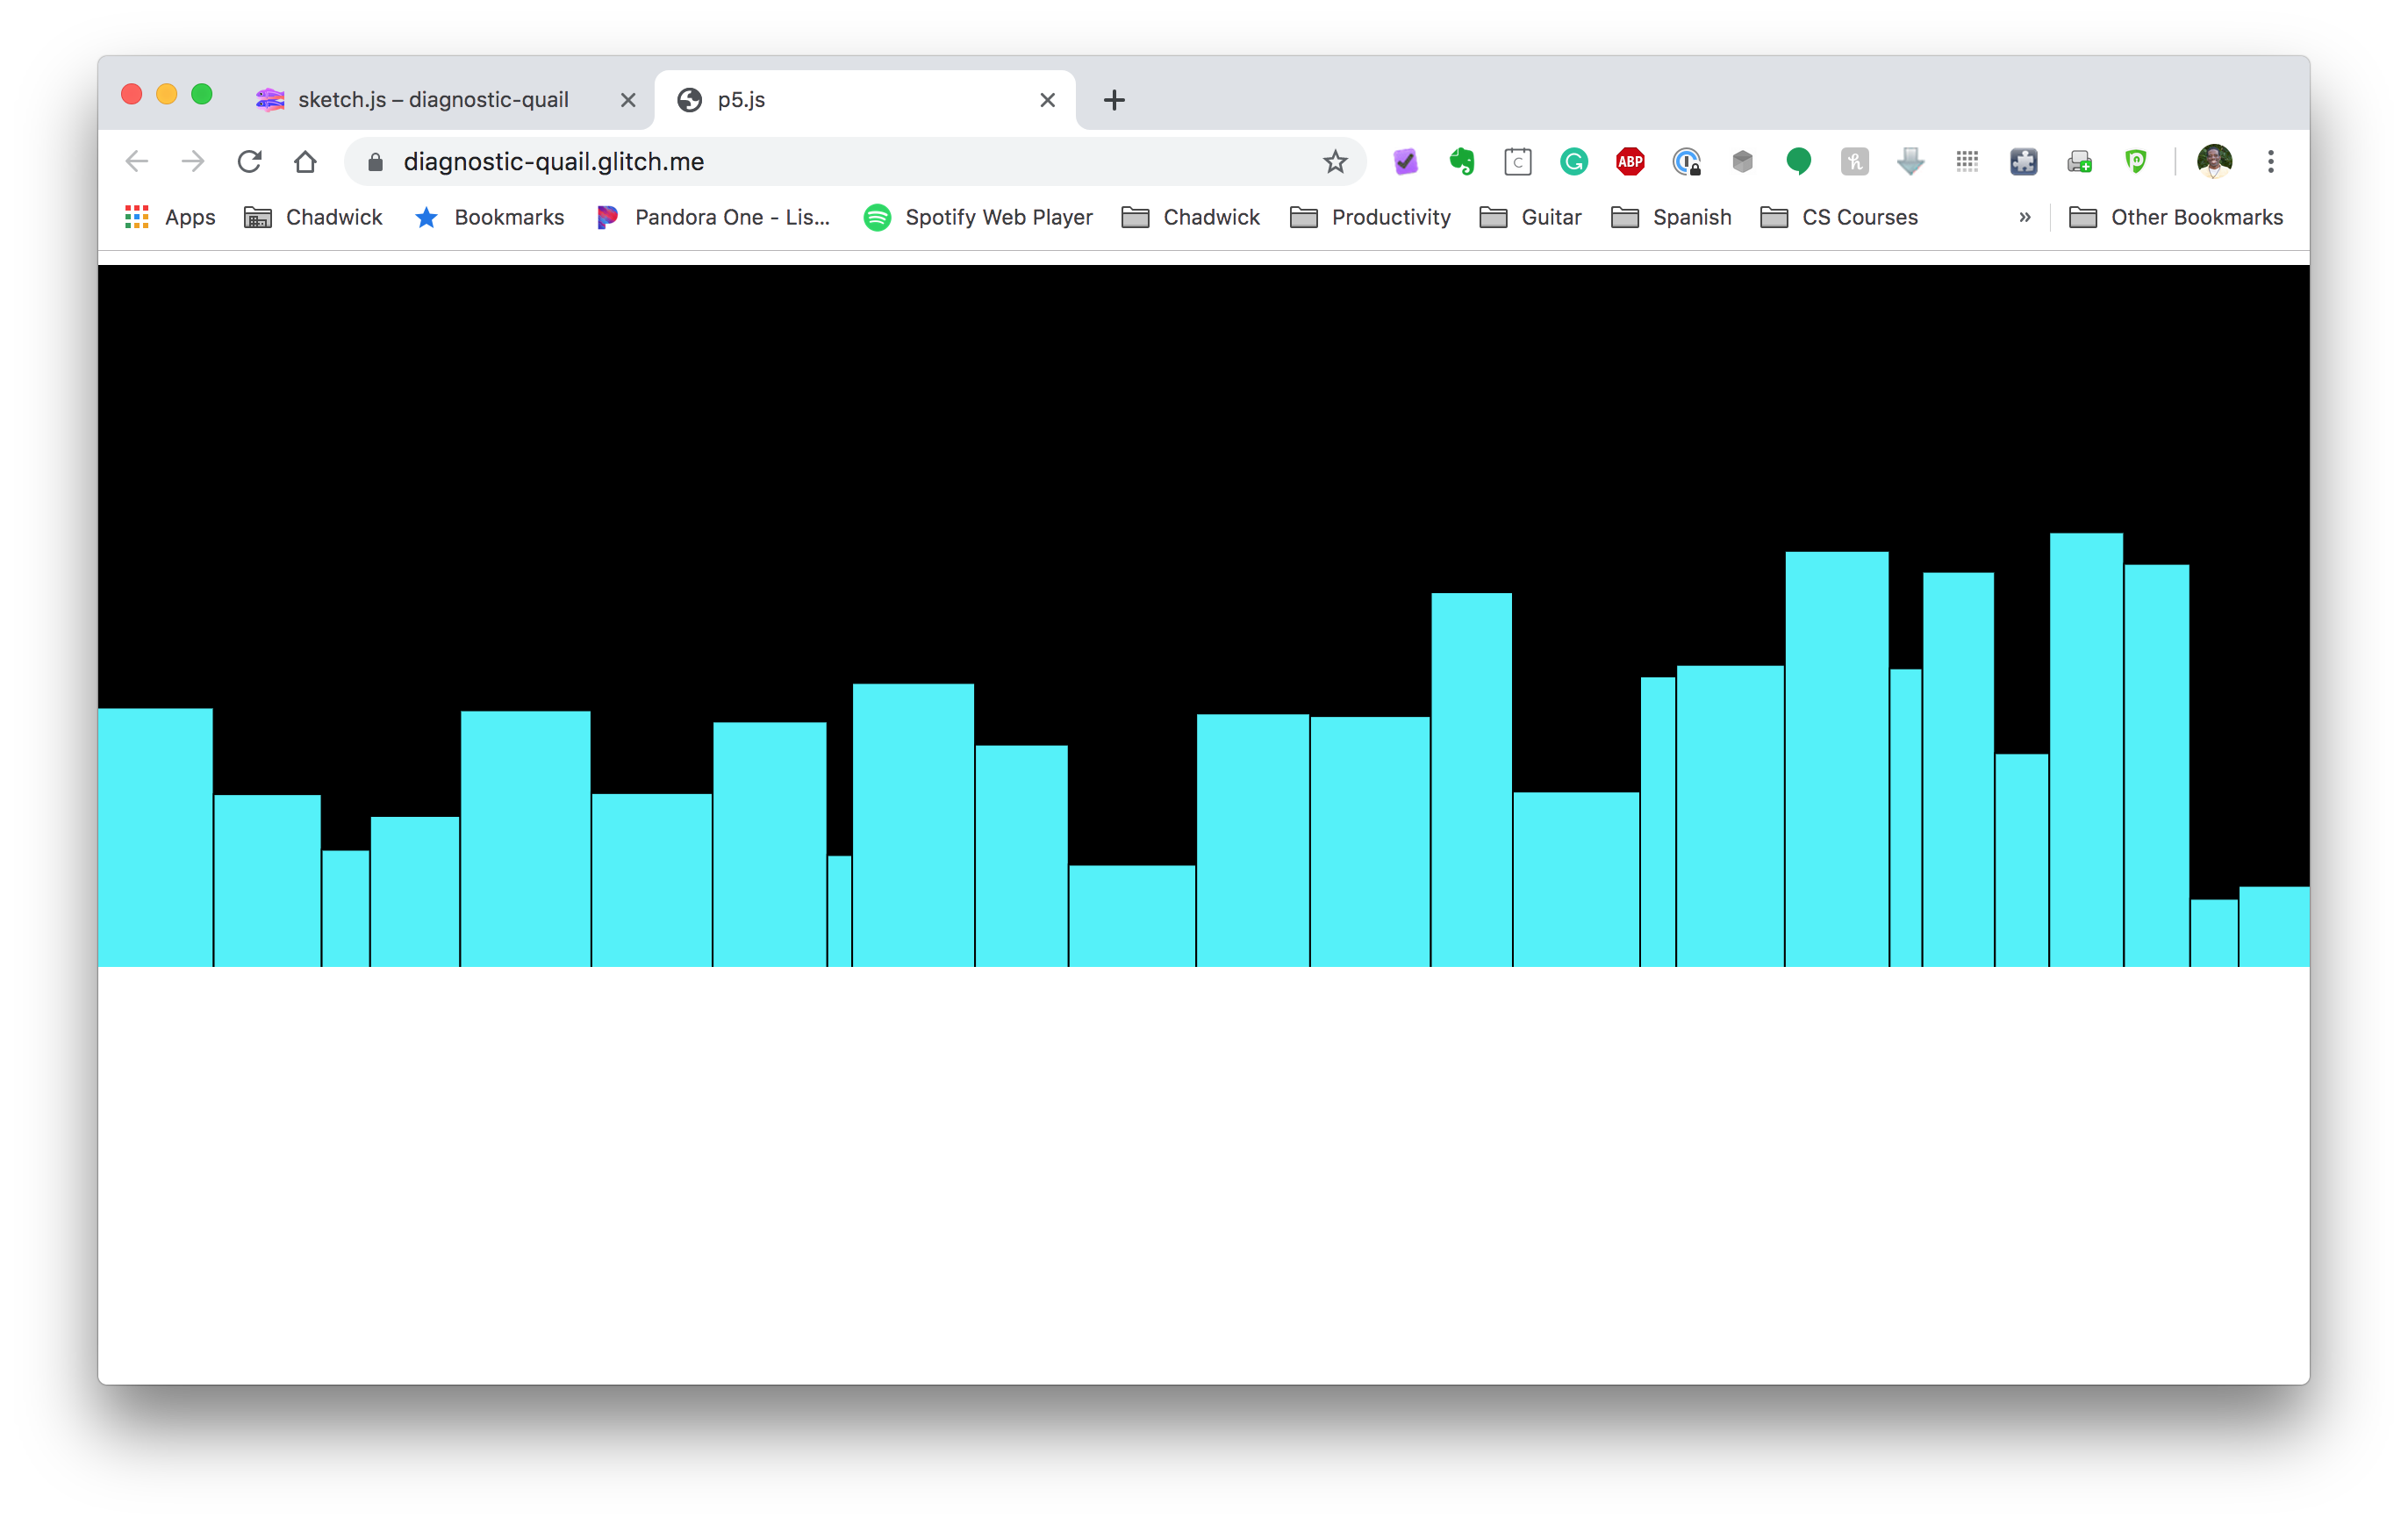 sketch.js – diagnostic-quail
p5.js
diagnostic-quail.glitch.me
C
ABP
Apps
Chadwick
Bookmarks
Pandora One - Lis...
Spotify Web Player
Chadwick
Productivity
Guitar
Spanish
CS Courses
»
Other Bookmarks